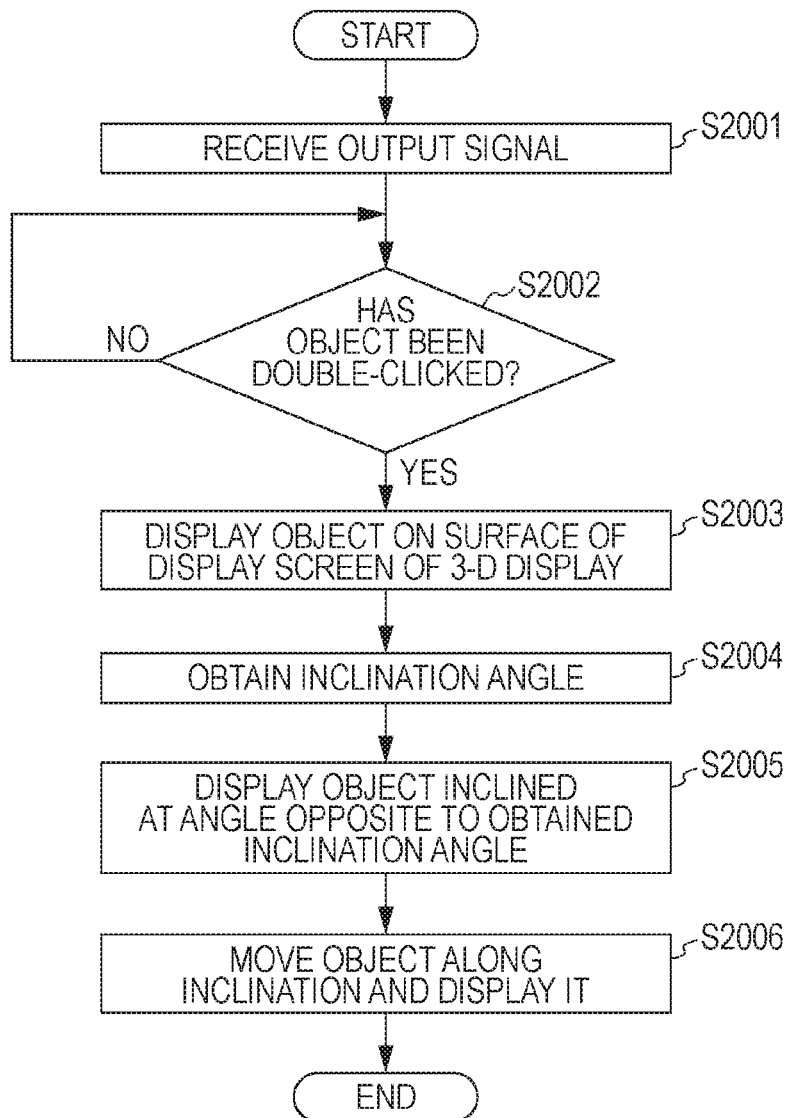 START
RECEIVE OUTPUT SIGNAL
S2001
HAS
OBJECT BEEN
DOUBLE-CLICKED?
S2002
NO
YES
DISPLAY OBJECT ON SURFACE OF
DISPLAY SCREEN OF 3-D DISPLAY
S2003
OBTAIN INCLINATION ANGLE
S2004
DISPLAY OBJECT INCLINED
AT ANGLE OPPOSITE TO OBTAINED
INCLINATION ANGLE
S2005
MOVE OBJECT ALONG
INCLINATION AND DISPLAY IT
S2006
END